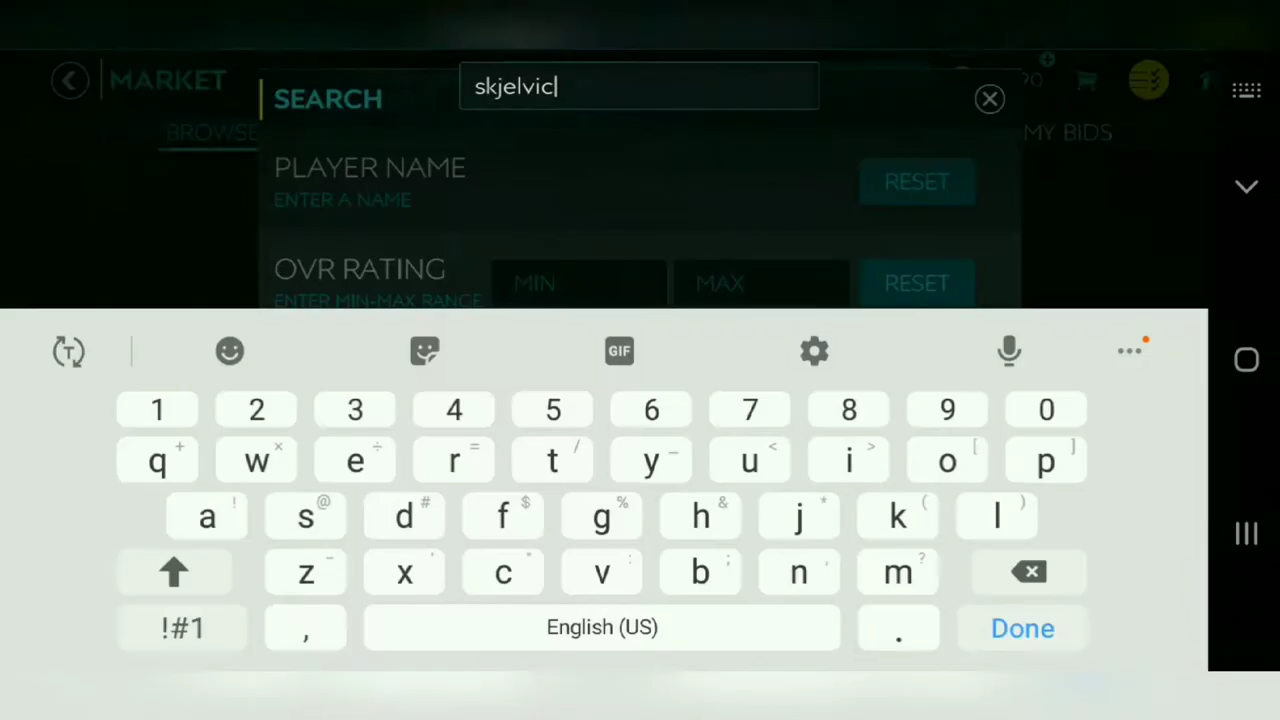 MARKET
SEARCH
skjelvic
BROWSE
MY BIDS
PLAYER NAME
RESET
ENTER A NAME
OVR RATING
MIN
MAX
RESET
ENTER MIN-MAX RANGE
GIF
1 2 3 4 5 6 7 8 9 0
q + w × e ÷ r = t / y _ u < i > o [ p ]
a ! s @ d # f $ g % h & j * k ( l )
z x c v b n m ?
!#1 , English (US) . Done